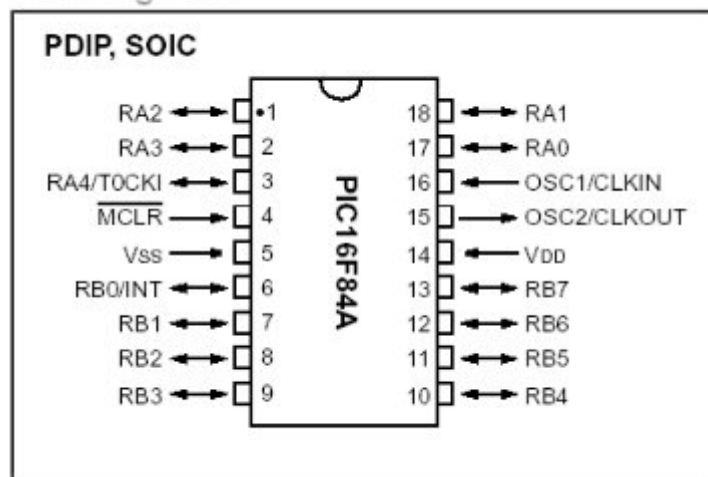 PDIP, SOIC
RA2 •1 18 RA1
RA3 2 17 RA0
RA4/T0CKI 3 16 OSC1/CLKIN
MCLR 4 15 OSC2/CLKOUT
VSS 5 14 VDD
RB0/INT 6 13 RB7
RB1 7 12 RB6
RB2 8 11 RB5
RB3 9 10 RB4
PIC16F84A